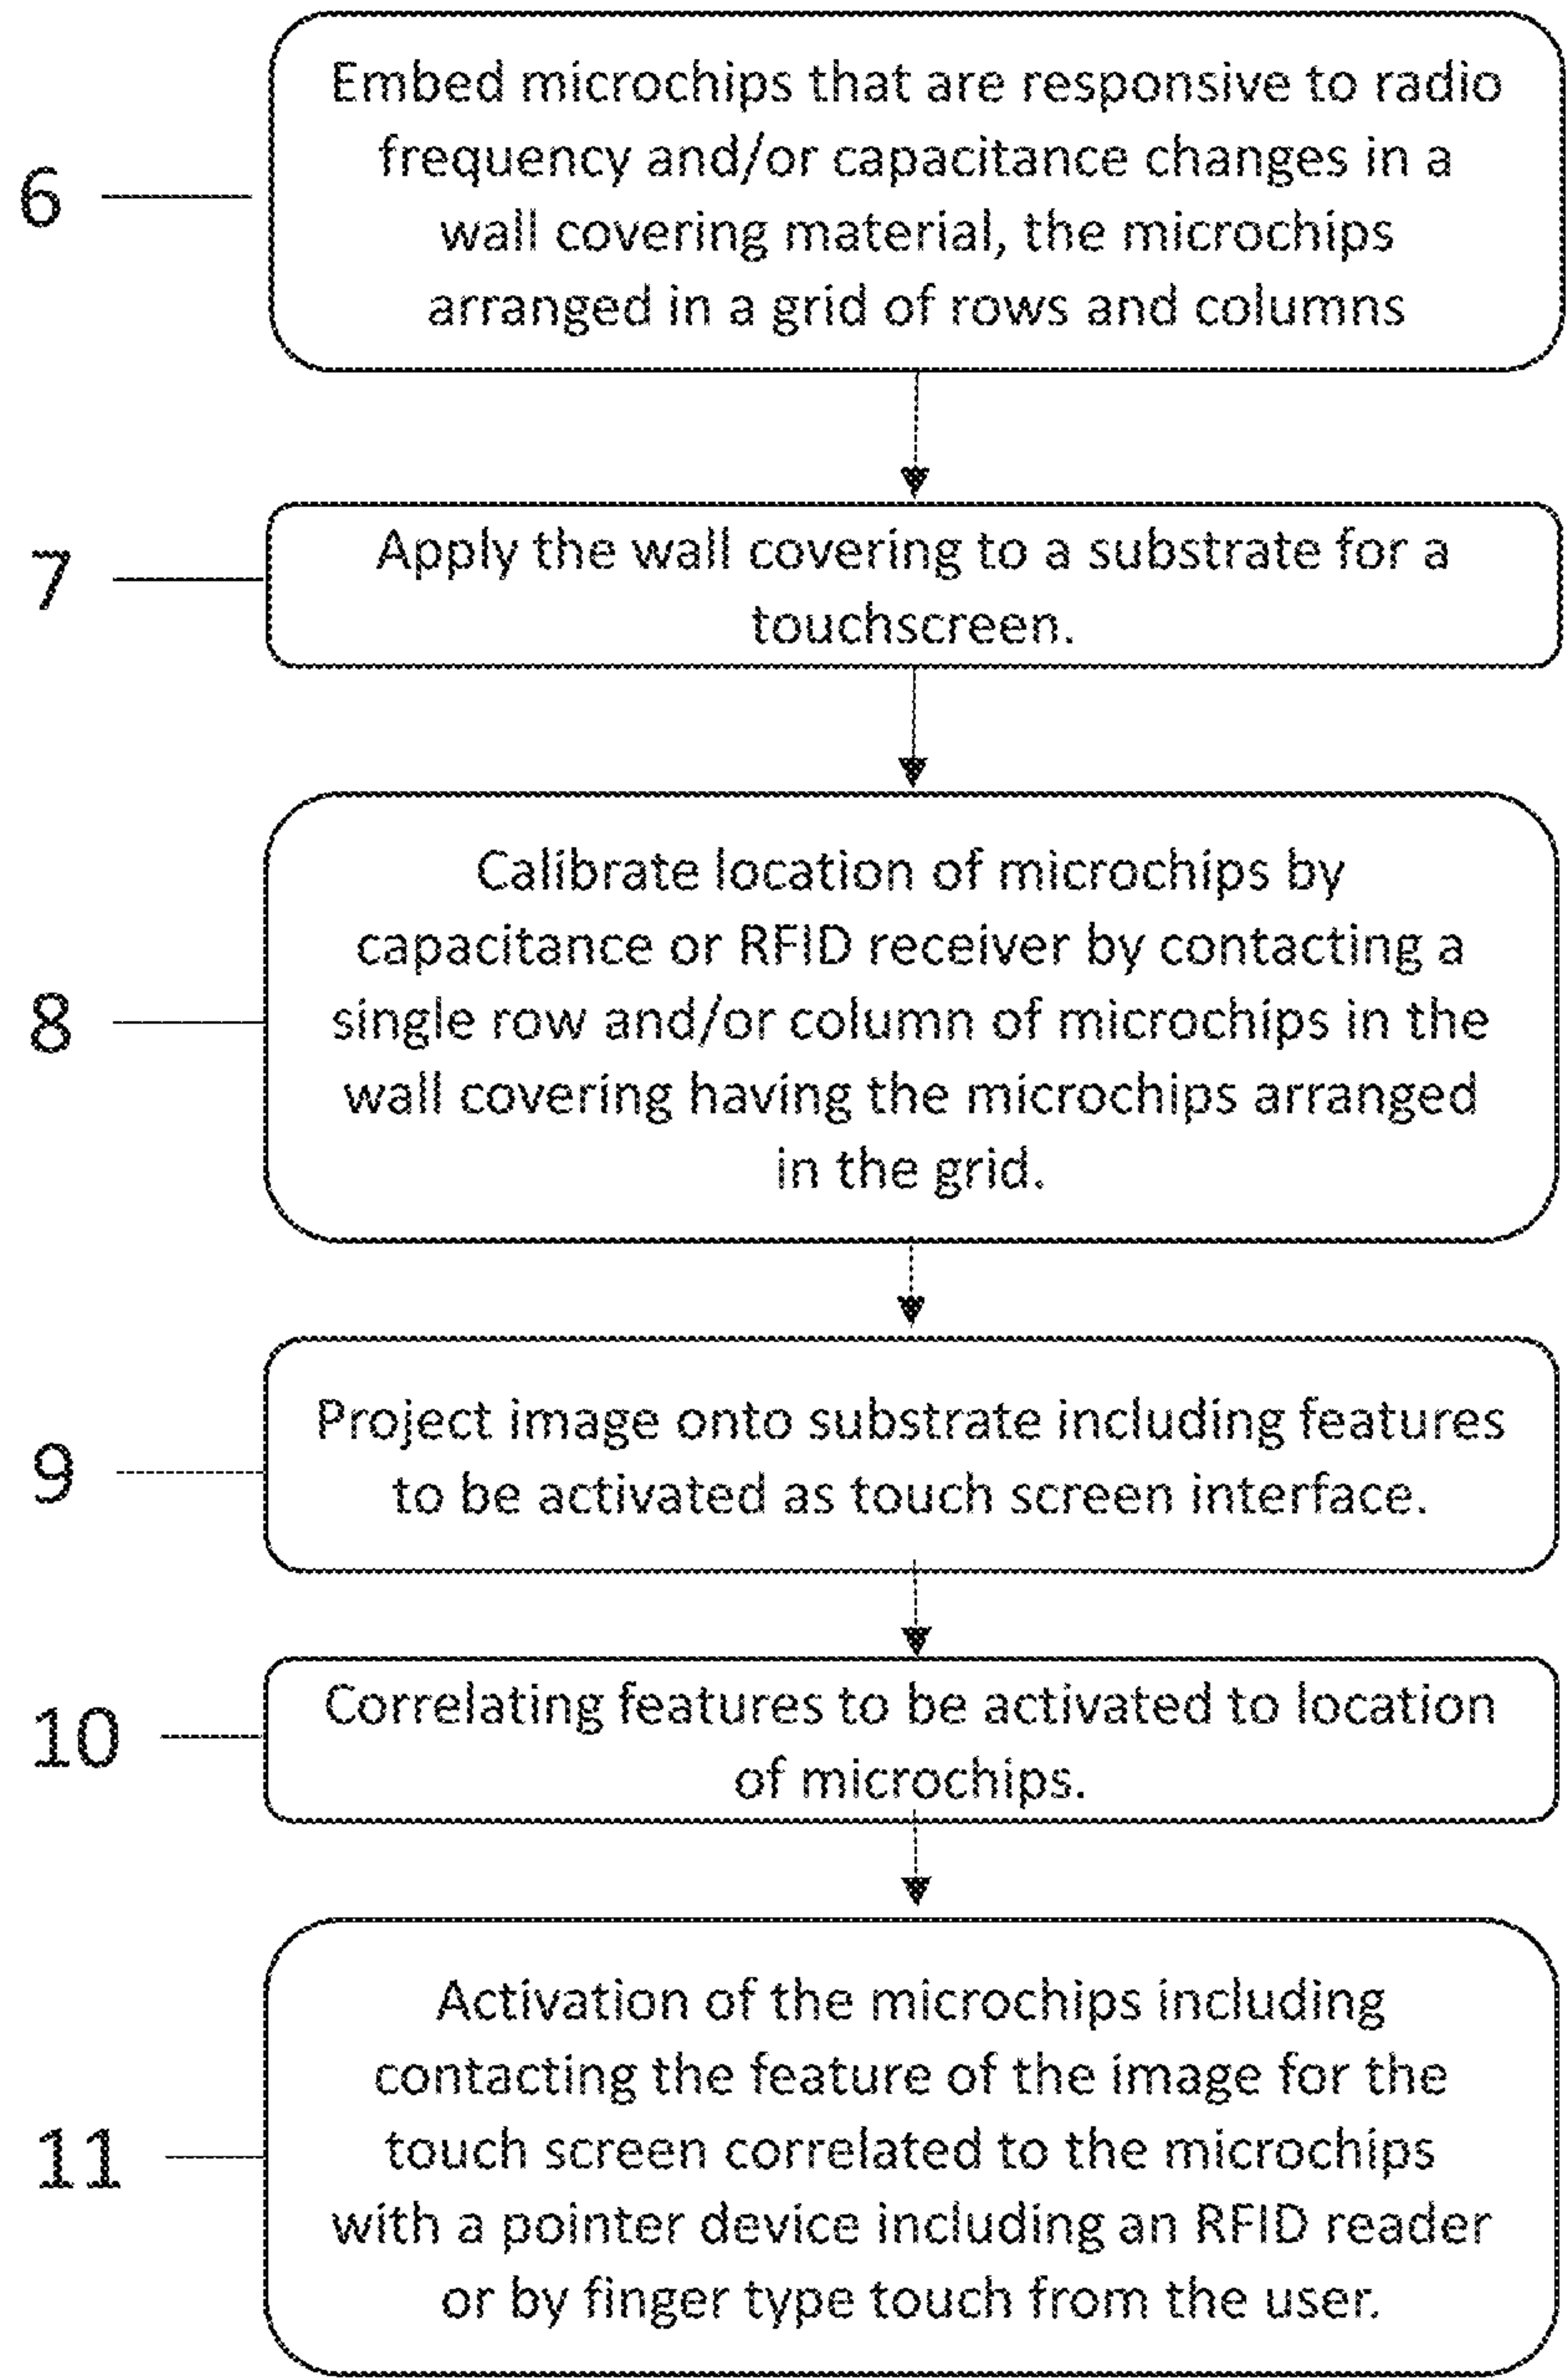 6
Embed microchips that are responsive to radio
frequency and/or capacitance changes in a
wall covering material, the microchips
arranged in a grid of rows and columns
7
Apply the wall covering to a substrate for a
touchscreen.
8
Calibrate location of microchips by
capacitance or RFID receiver by contacting a
single row and/or column of microchips in the
wall covering having the microchips arranged
in the grid.
9
Project image onto substrate including features
to be activated as touch screen interface.
10
Correlating features to be activated to location
of microchips.
11
Activation of the microchips including
contacting the feature of the image for the
touch screen correlated to the microchips
with a pointer device including an RFID reader
or by finger type touch from the user.